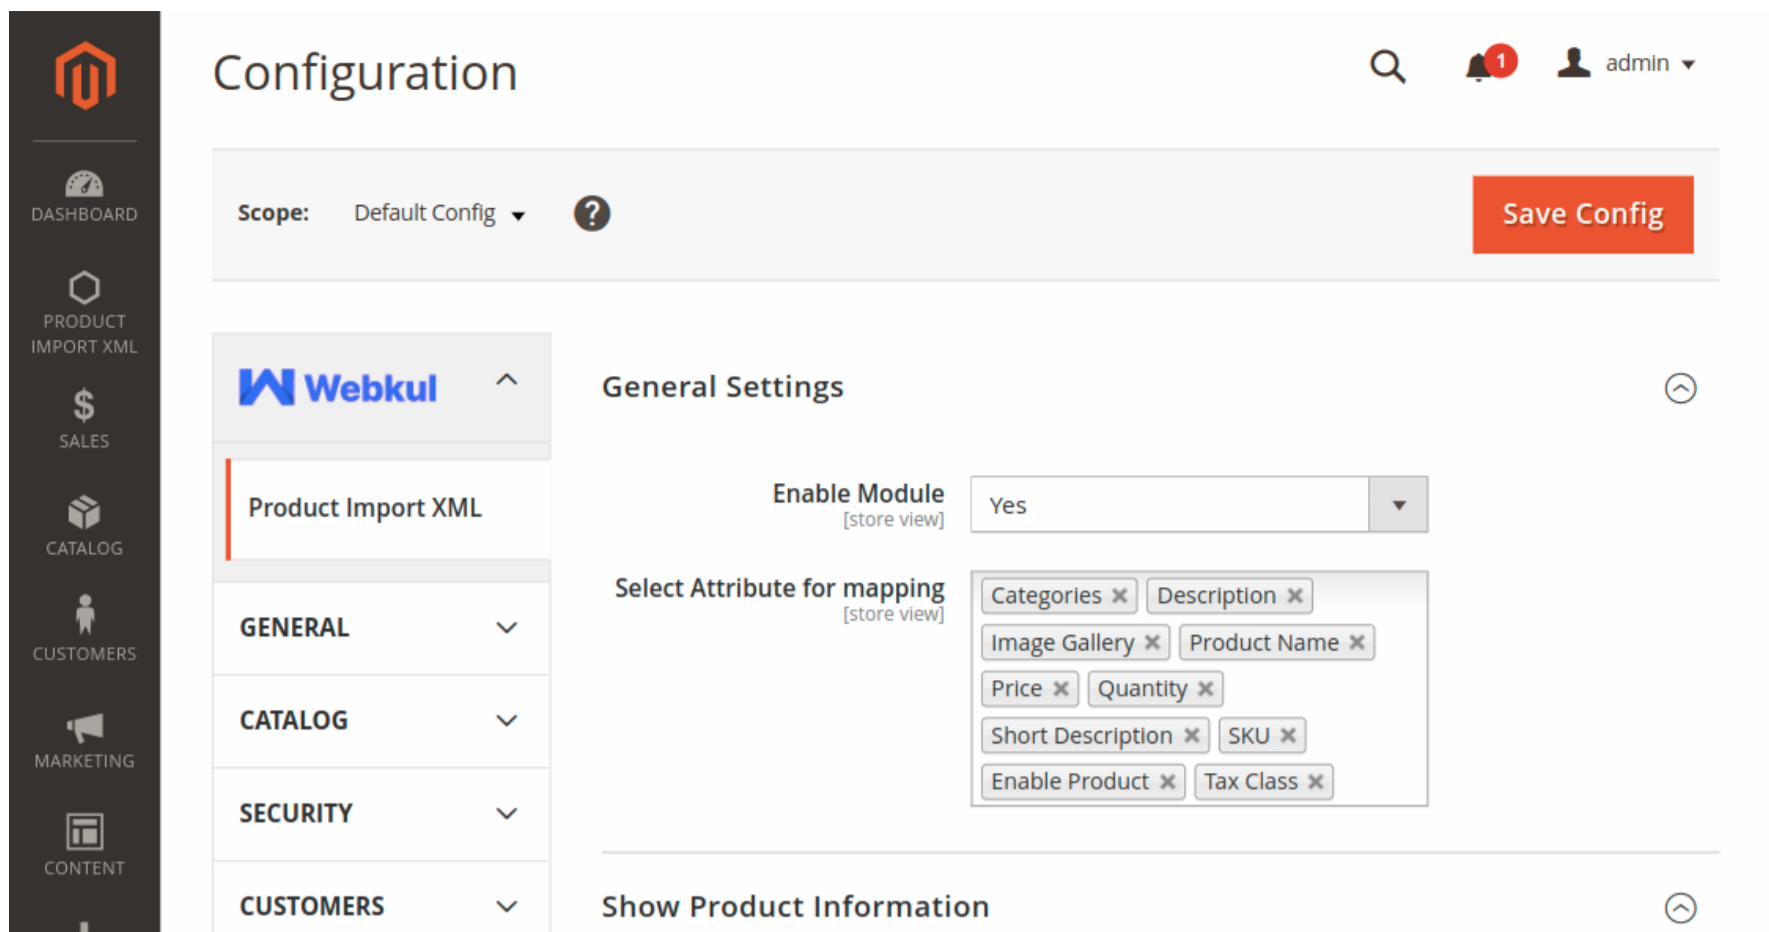 Configuration
1
admin
DASHBOARD
PRODUCT
IMPORT XML
SALES
CATALOG
CUSTOMERS
MARKETING
CONTENT
Scope: Default Config ?
Save Config
Webkul
Product Import XML
GENERAL
CATALOG
SECURITY
CUSTOMERS
General Settings
Enable Module
[store view]
Yes
Select Attribute for mapping
[store view]
Categories Description
Image Gallery Product Name
Price Quantity
Short Description SKU
Enable Product Tax Class
Show Product Information